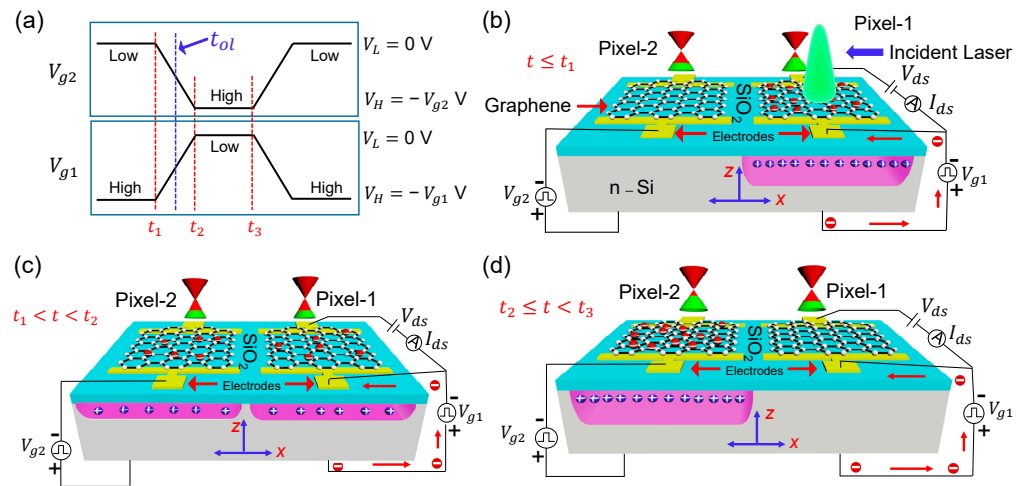 (a)
t_ol
V_g2
Low
High
Low
V_L = 0 V
V_H = −V_g2 V
V_g1
High
Low
High
V_L = 0 V
V_H = −V_g1 V
t_1
t_2
t_3
(b)
Pixel-2
Pixel-1
t ≤ t_1
Incident Laser
V_ds
A
I_ds
Graphene
SiO_2
Electrodes
V_g2
-
+
n – Si
z
x
V_g1
-
+
(c)
Pixel-2
Pixel-1
t_1 < t < t_2
V_ds
A
I_ds
SiO_2
Electrodes
V_g2
-
+
z
x
V_g1
-
+
(d)
Pixel-2
Pixel-1
t_2 ≤ t < t_3
V_ds
A
I_ds
SiO_2
Electrodes
V_g2
-
+
z
x
V_g1
-
+